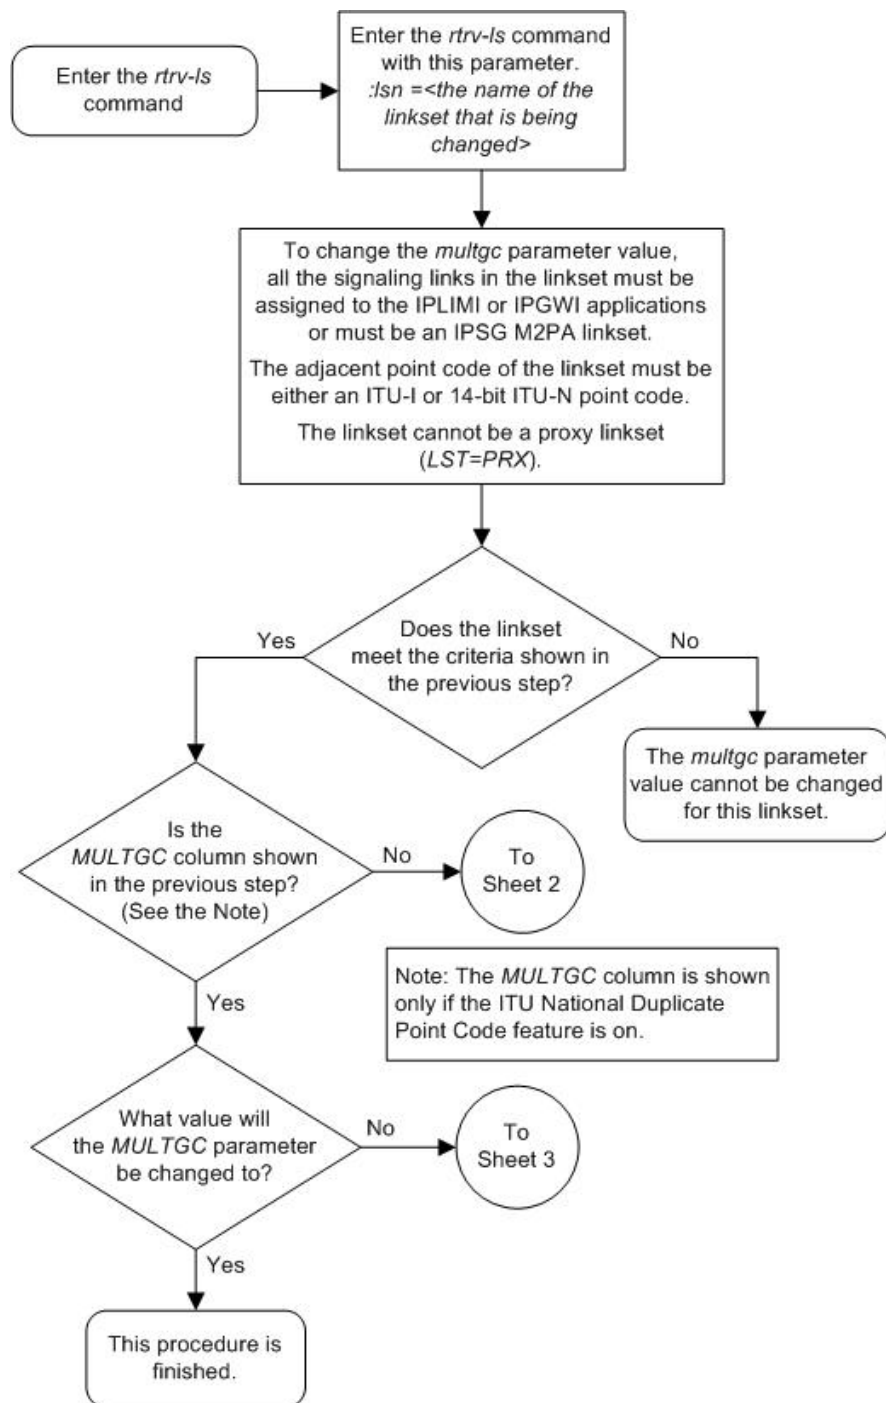 Enter the rtrv-ls
command
Enter the rtrv-ls command
with this parameter.
:lsn =<the name of the
linkset that is being
changed>
To change the multgc parameter value,
all the signaling links in the linkset must be
assigned to the IPLIMI or IPGWI applications
or must be an IPSG M2PA linkset.
The adjacent point code of the linkset must be
either an ITU-I or 14-bit ITU-N point code.
The linkset cannot be a proxy linkset
(LST=PRX).
Does the linkset
meet the criteria shown in
the previous step?
Yes
No
The multgc parameter
value cannot be changed
for this linkset.
Is the
MULTGC column shown
in the previous step?
(See the Note)
No
To
Sheet 2
Yes
Note: The MULTGC column is shown
only if the ITU National Duplicate
Point Code feature is on.
What value will
the MULTGC parameter
be changed to?
No
To
Sheet 3
Yes
This procedure is
finished.